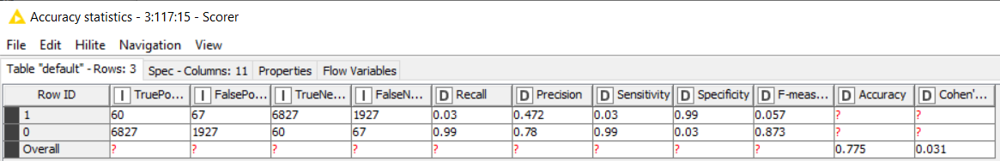 Accuracy statistics - 3:117:15 - Scorer
File Edit Hilite Navigation View
Table "default" - Rows: 3 Spec - Columns: 11 Properties Flow Variables
Row ID I TruePo... I FalsePo... I TrueNe... I FalseN... D Recall D Precision D Sensitivity D Specificity D F-meas... D Accuracy D Cohen'...
1 60 67 6827 1927 0.03 0.472 0.03 0.99 0.057 ? ?
0 6827 1927 60 67 0.99 0.78 0.99 0.03 0.873 ? ?
Overall ? ? ? ? ? ? ? ? ? 0.775 0.031